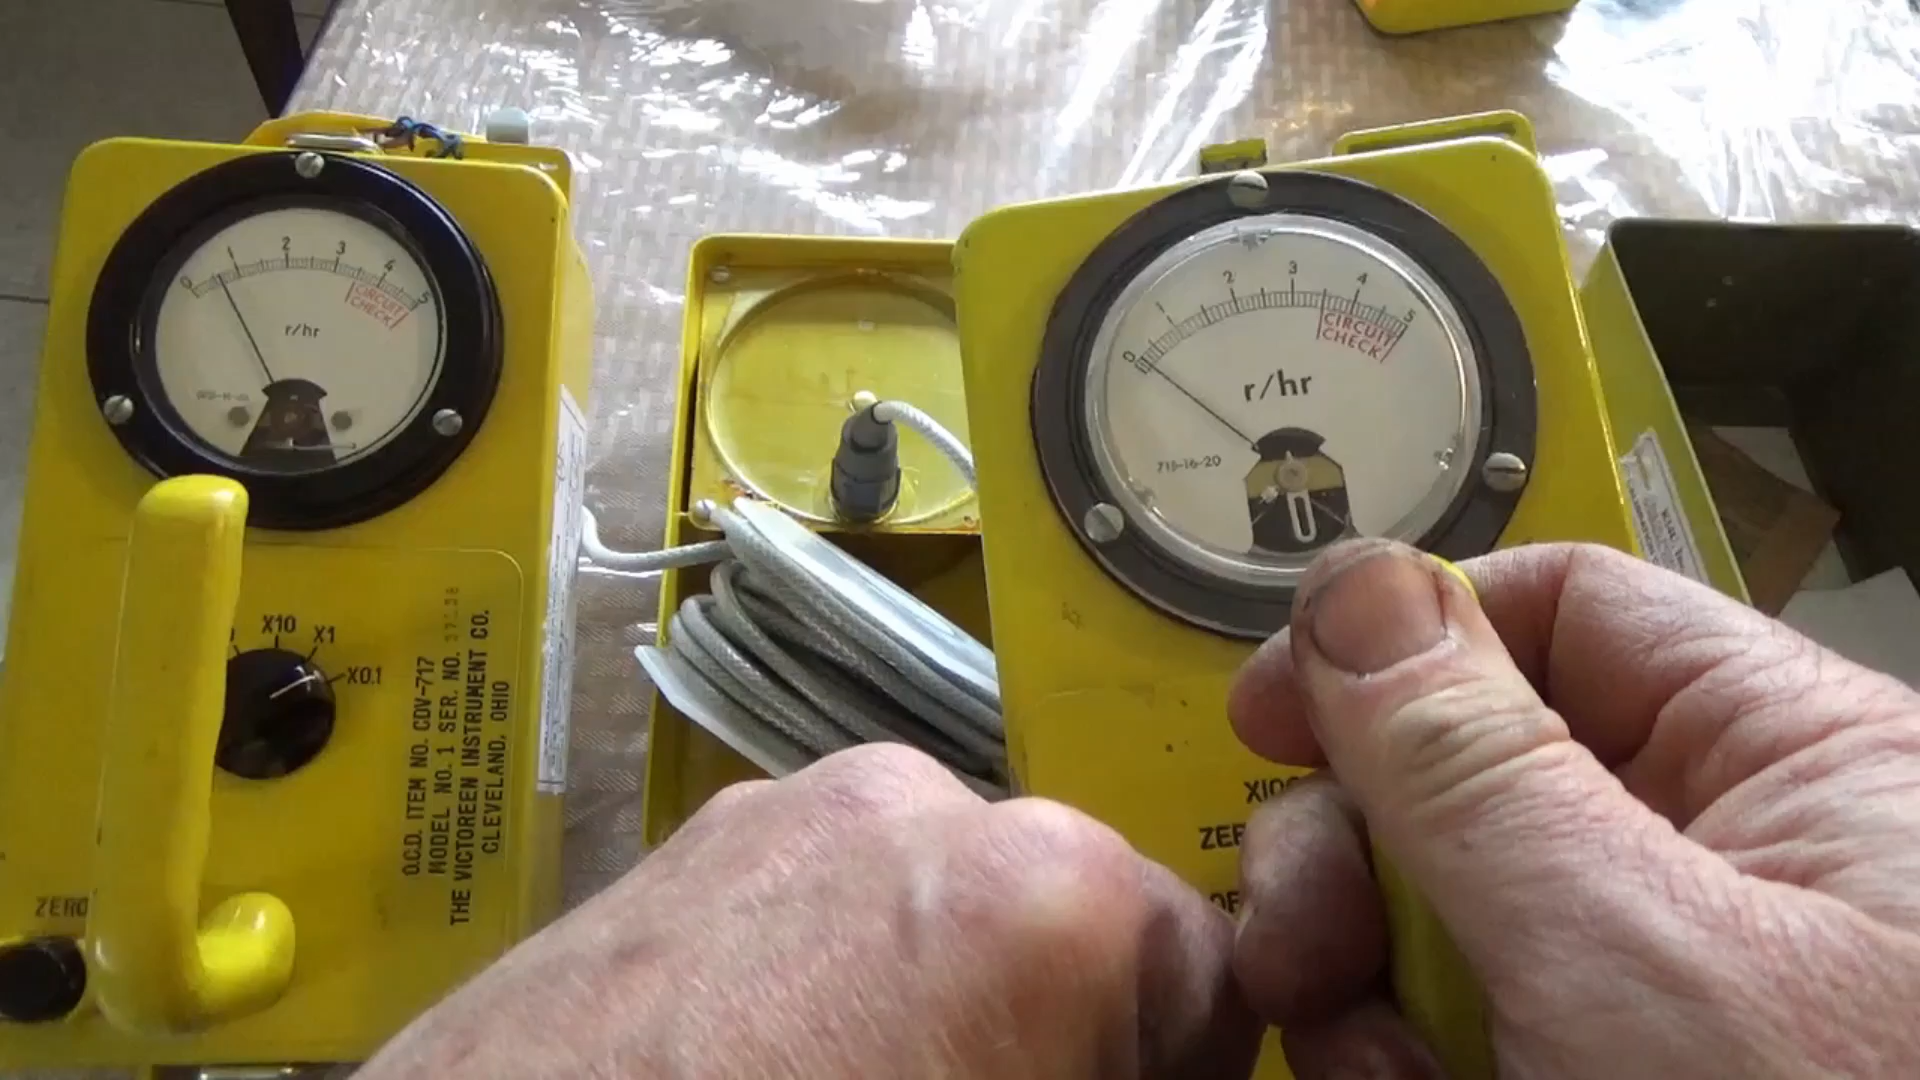 0 1 2 3 4 5
CIRCUIT
CHECK
r/hr
X10
X1
X0.1
O.C.D. ITEM NO. CDV-717
MODEL NO. 1 SER. NO.
THE VICTOREEN INSTRUMENT CO.
CLEVELAND, OHIO
ZERO
0 1 2 3 4 5
CIRCUIT
CHECK
r/hr
715-16-20